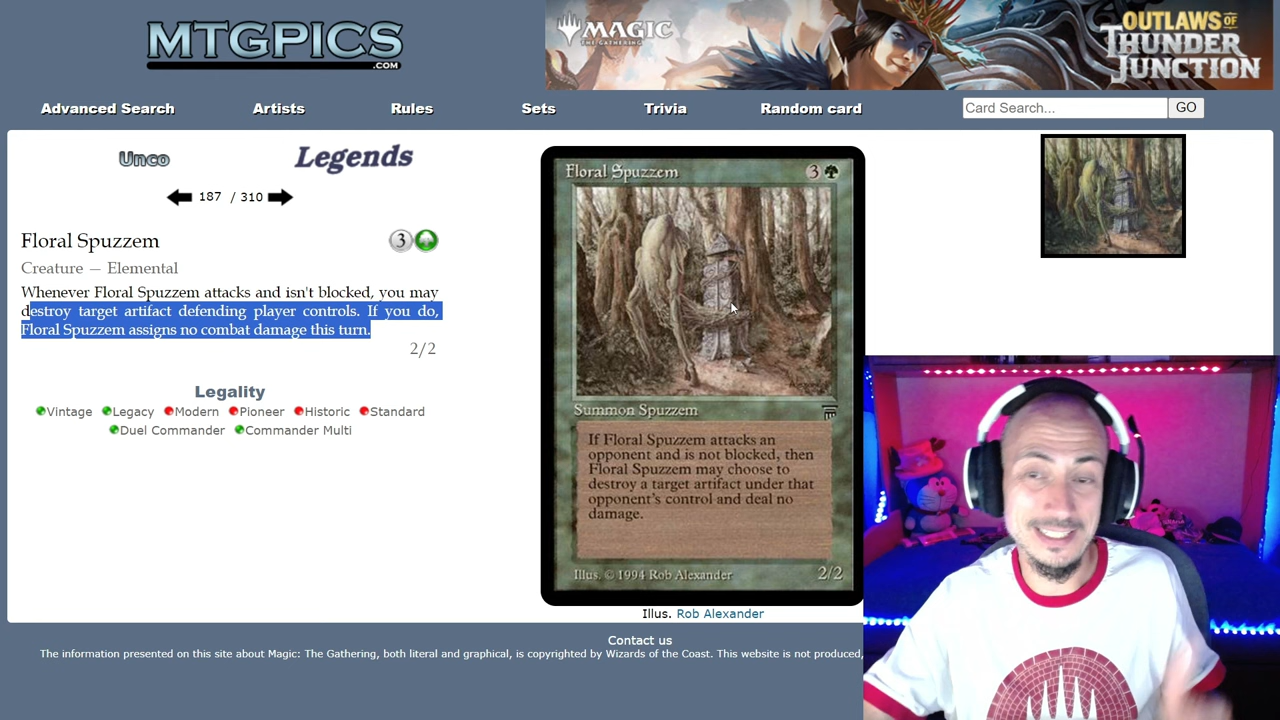 MTGPICS
.COM
MAGIC
THE GATHERING
OUTLAWS OF
THUNDER
JUNCTION
Advanced Search
Artists
Rules
Sets
Trivia
Random card
Card Search...
GO
Unco
Legends
187 / 310
Floral Spuzzem
3
Creature — Elemental
Whenever Floral Spuzzem attacks and isn't blocked, you may
destroy target artifact defending player controls. If you do,
Floral Spuzzem assigns no combat damage this turn.
2/2
Legality
Vintage Legacy Modern Pioneer Historic Standard
Duel Commander Commander Multi
Floral Spuzzem
3
Summon Spuzzem
If Floral Spuzzem attacks an
opponent and is not blocked, then
Floral Spuzzem may choose to
destroy a target artifact under that
opponent's control and deal no
damage.
Illus. © 1994 Rob Alexander
2/2
Illus. Rob Alexander
Contact us
The information presented on this site about Magic: The Gathering, both literal and graphical, is copyrighted by Wizards of the Coast. This website is not produced,